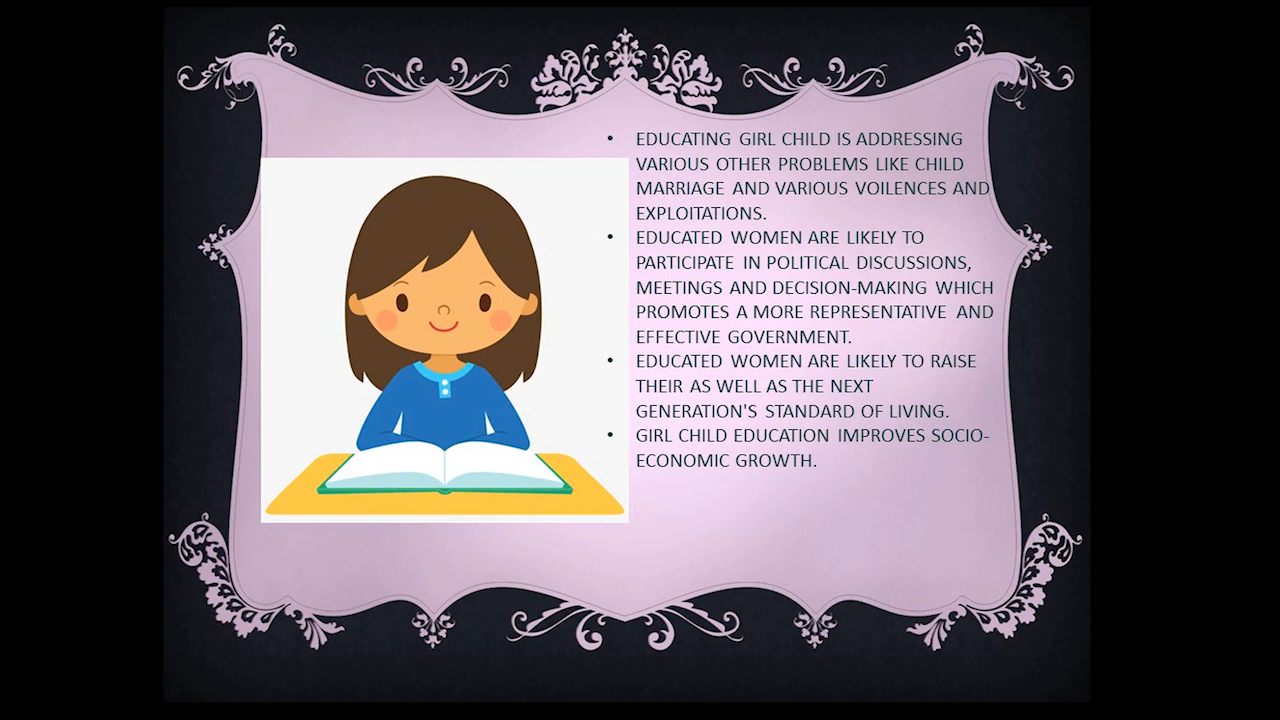 • EDUCATING GIRL CHILD IS ADDRESSING
VARIOUS OTHER PROBLEMS LIKE CHILD
MARRIAGE AND VARIOUS VOILENCES AND
EXPLOITATIONS.
• EDUCATED WOMEN ARE LIKELY TO
PARTICIPATE IN POLITICAL DISCUSSIONS,
MEETINGS AND DECISION-MAKING WHICH
PROMOTES A MORE REPRESENTATIVE AND
EFFECTIVE GOVERNMENT.
• EDUCATED WOMEN ARE LIKELY TO RAISE
THEIR AS WELL AS THE NEXT
GENERATION'S STANDARD OF LIVING.
• GIRL CHILD EDUCATION IMPROVES SOCIO-
ECONOMIC GROWTH.